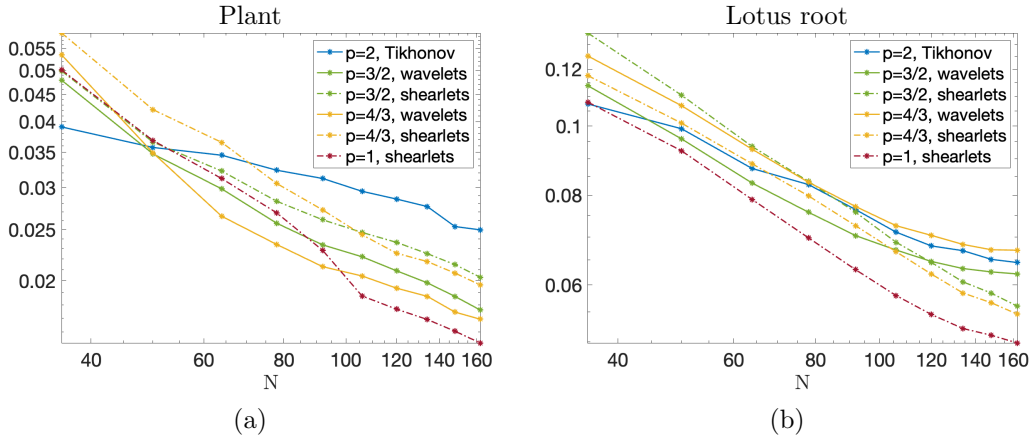 Plant
0.055
0.05
0.045
0.04
0.035
0.03
0.025
0.02
p=2, Tikhonov
p=3/2, wavelets
p=3/2, shearlets
p=4/3, wavelets
p=4/3, shearlets
p=1, shearlets
40 60 80 100 120 140 160
N
(a)
Lotus root
0.12
0.1
0.08
0.06
p=2, Tikhonov
p=3/2, wavelets
p=3/2, shearlets
p=4/3, wavelets
p=4/3, shearlets
p=1, shearlets
40 60 80 100 120 140 160
N
(b)